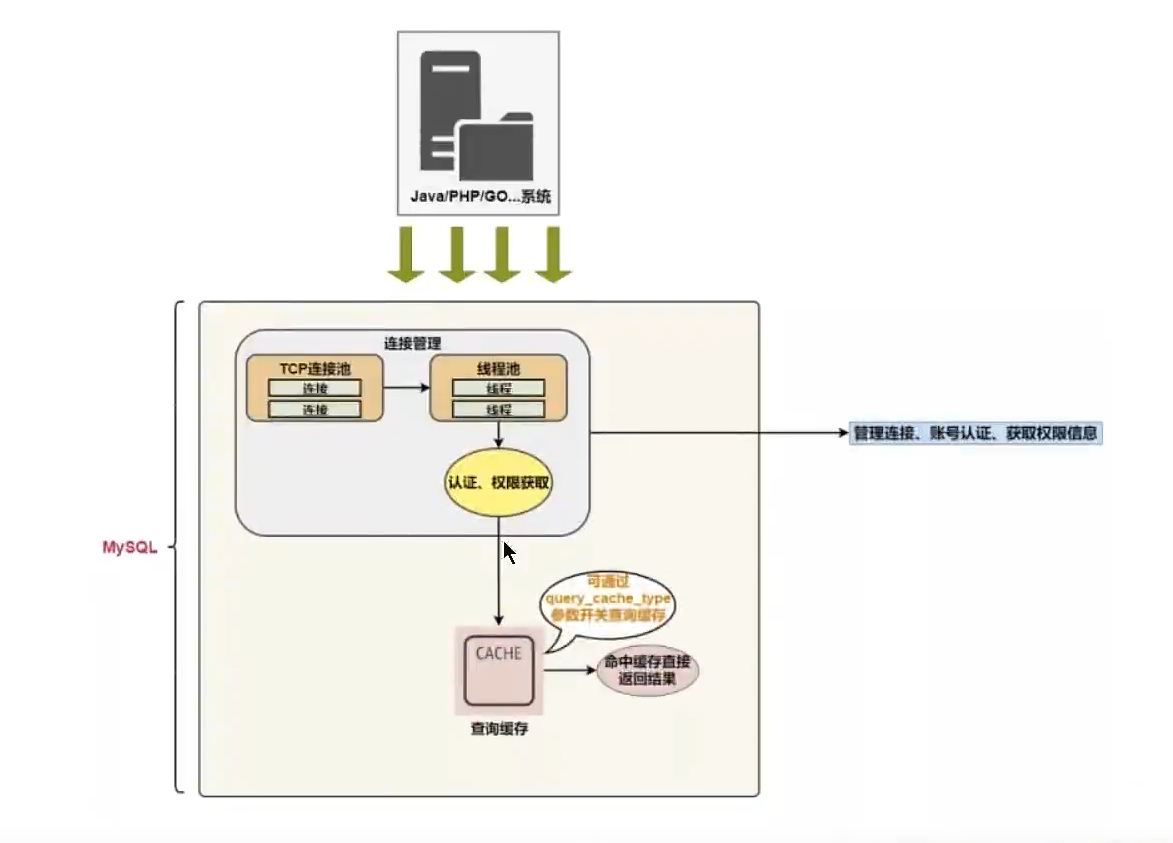 Java/PHP/GO...系统
连接管理
TCP连接池
连接
连接
线程池
线程
线程
认证、权限获取
管理连接、账号认证、获取权限信息
MySQL
可通过
query_cache_type
参数开关查询缓存
CACHE
命中缓存直接
返回结果
查询缓存